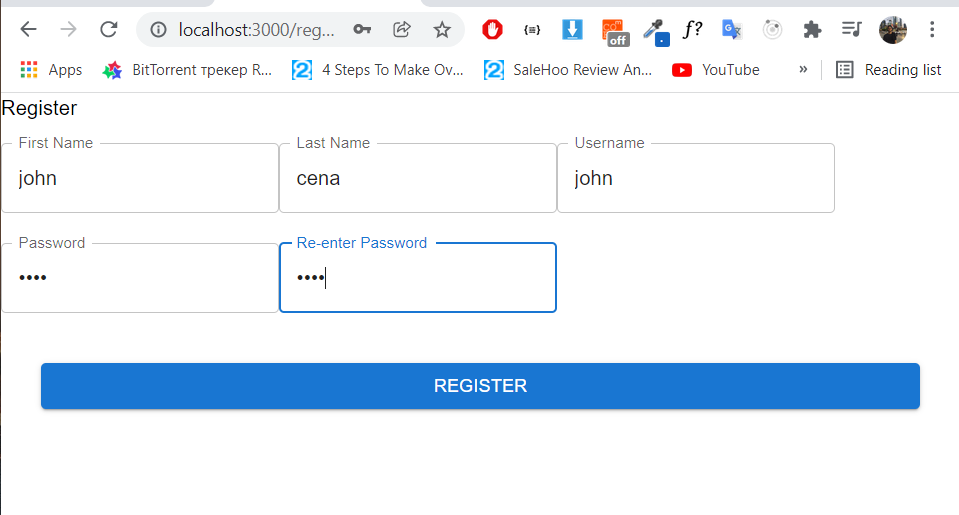 localhost:3000/reg...
{≡}
off
f?
Apps
BitTorrent трекер R...
4 Steps To Make Ov...
SaleHoo Review An...
YouTube
»
Reading list
Register
First Name
Last Name
Username
john
cena
john
Password
Re-enter Password
••••
••••
REGISTER